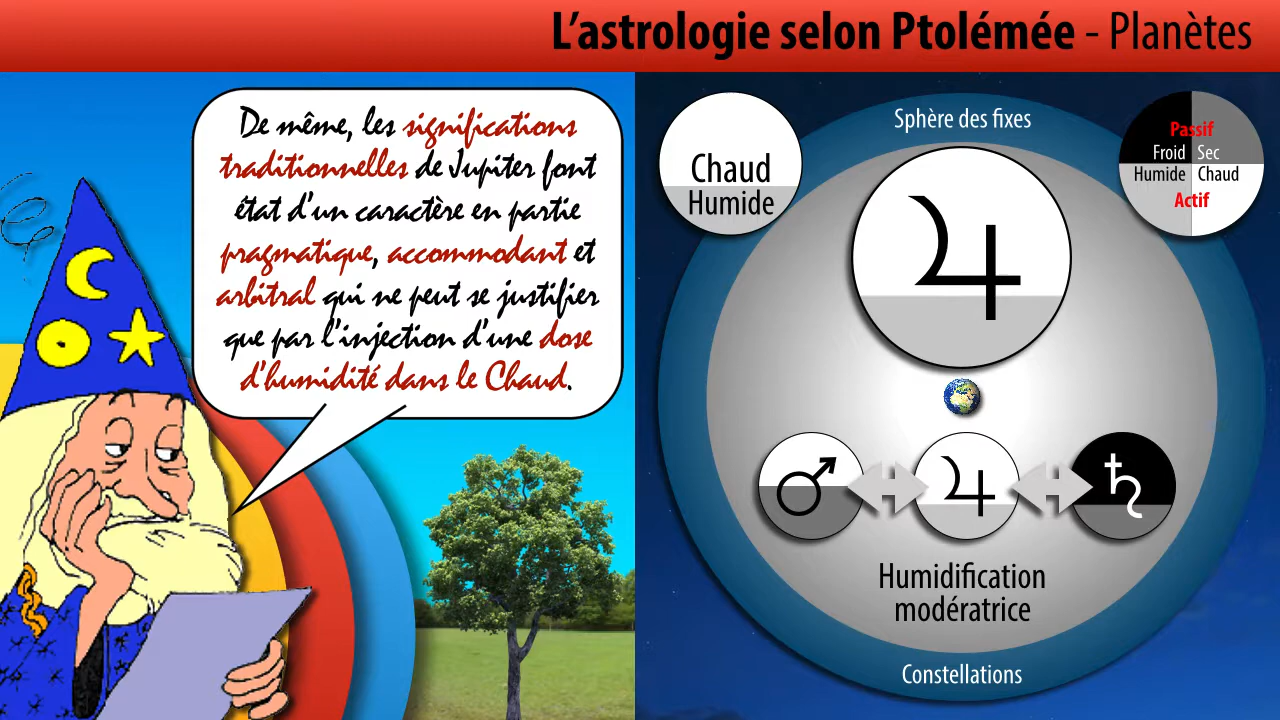 L'astrologie selon Ptolémée - Planètes
De même, les significations
traditionnelles de Jupiter font
état d'un caractère en partie
pragmatique, accommodant et
arbitral qui ne peut se justifier
que par l'injection d'une dose
d'humidité dans le Chaud.
Chaud
Humide
Sphère des fixes
Passif
Froid Sec
Humide Chaud
Actif
♃
♂ ♃ ♄
Humidification
modératrice
Constellations